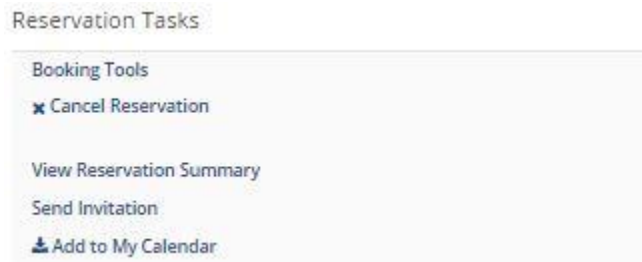 Reservation Tasks
Booking Tools
Cancel Reservation
View Reservation Summary
Send Invitation
Add to My Calendar